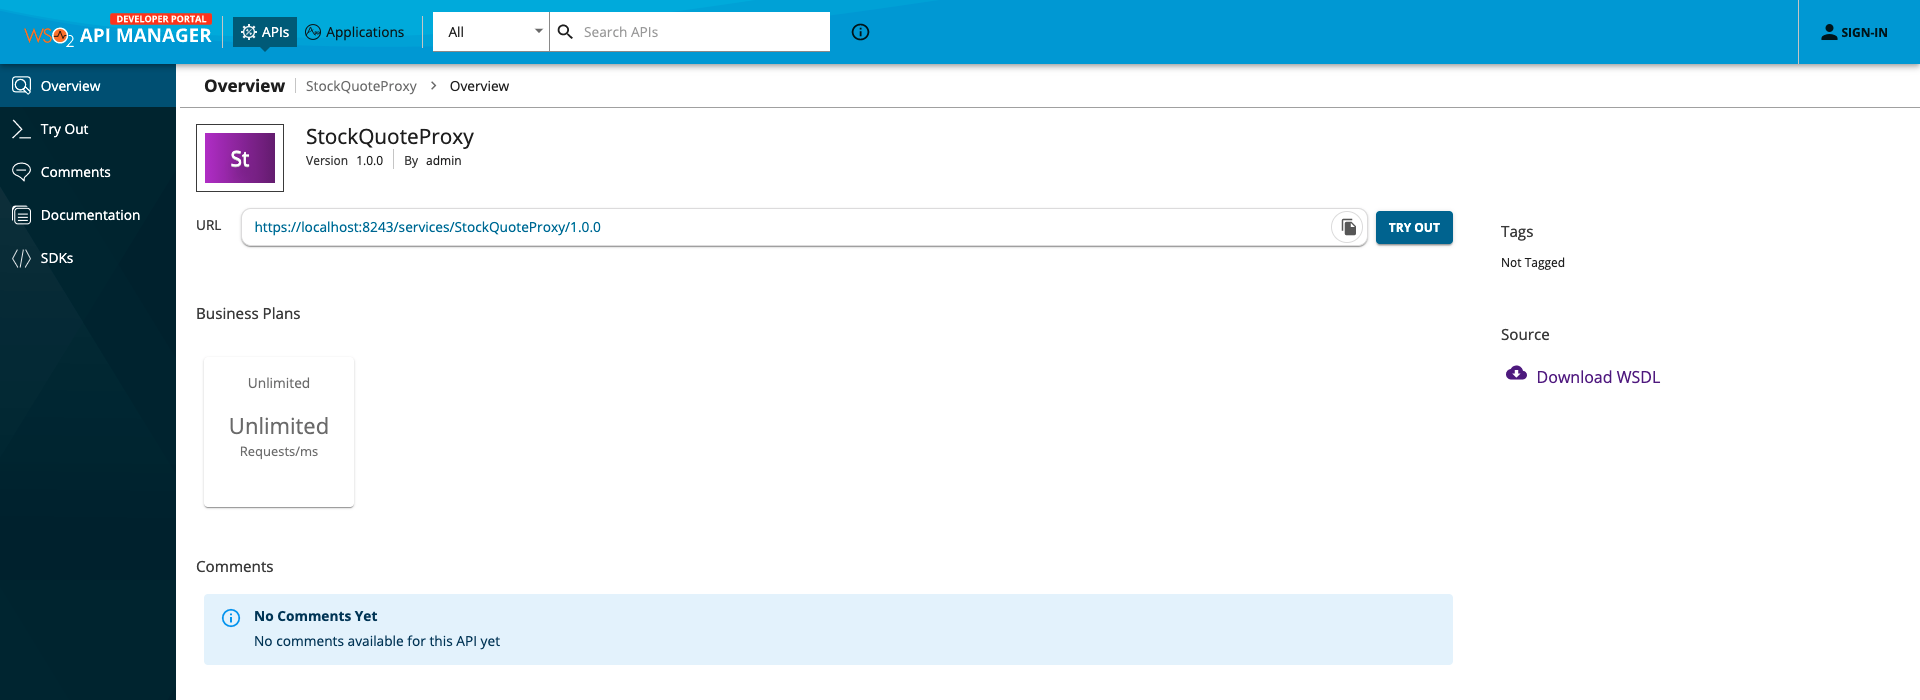 DEVELOPER PORTAL
WSO2 API MANAGER
APIs
Applications
All
Search APIs
SIGN-IN
Overview
Try Out
Comments
Documentation
SDKs
Overview
StockQuoteProxy > Overview
St
StockQuoteProxy
Version 1.0.0
By admin
URL
https://localhost:8243/services/StockQuoteProxy/1.0.0
TRY OUT
Business Plans
Unlimited
Unlimited
Requests/ms
Comments
No Comments Yet
No comments available for this API yet
Tags
Not Tagged
Source
Download WSDL